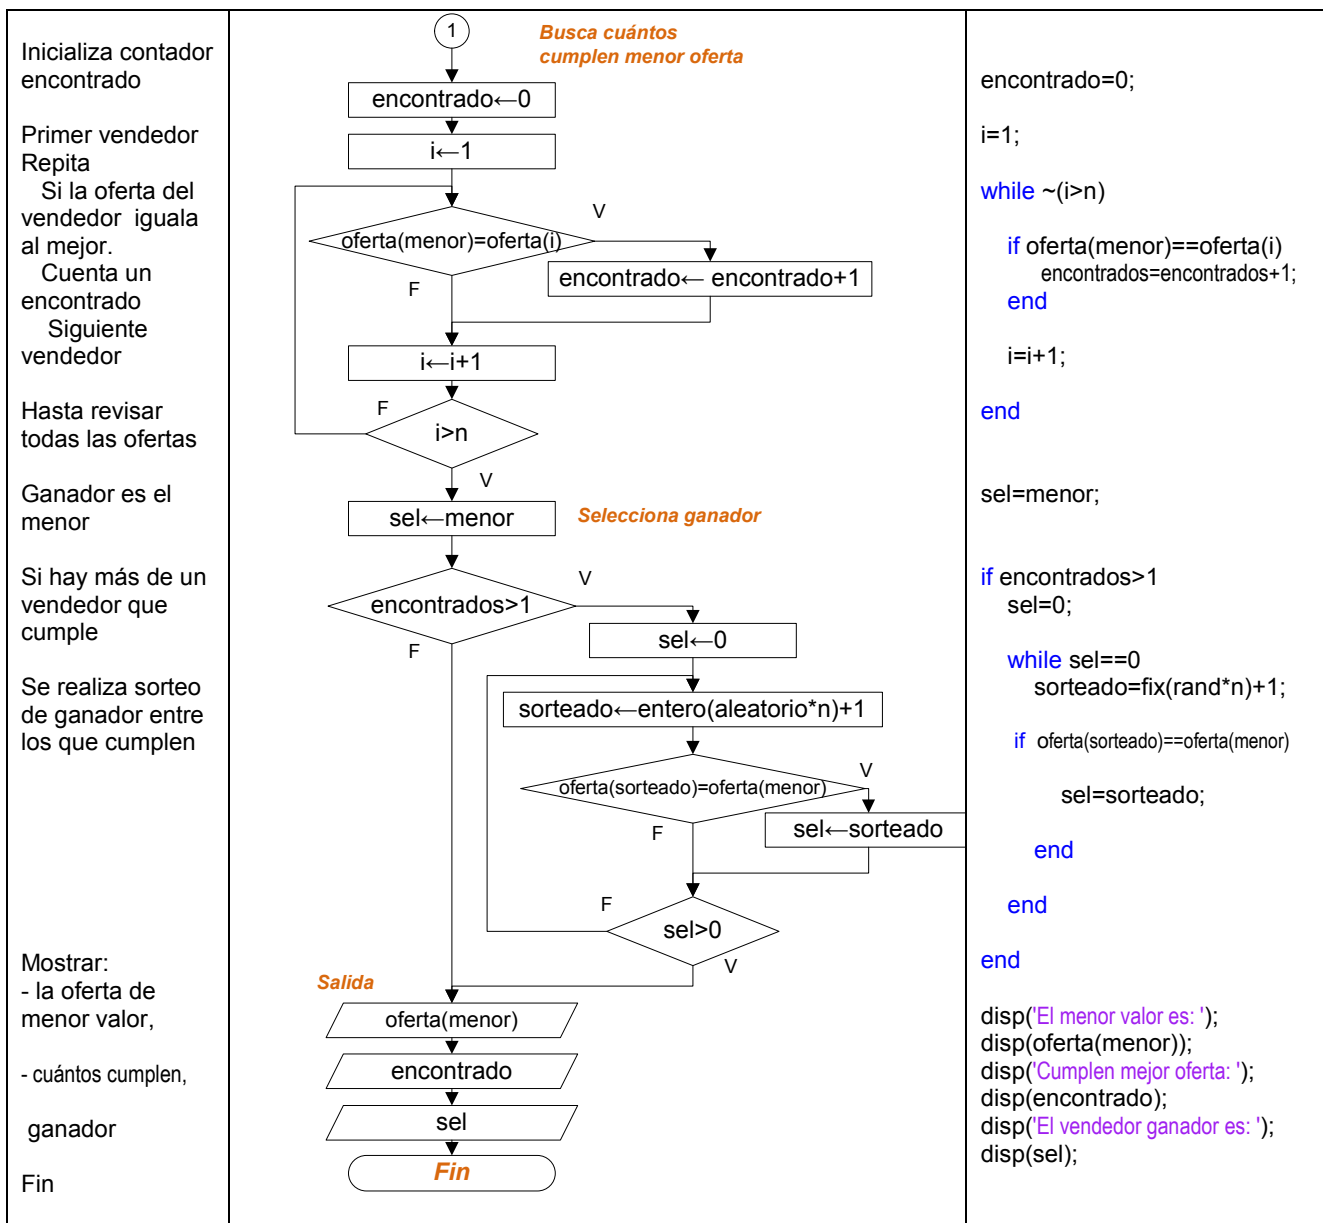 Inicializa contador
encontrado
Primer vendedor
Repita
Si la oferta del
vendedor iguala
al mejor.
Cuenta un
encontrado
Siguiente
vendedor
Hasta revisar
todas las ofertas
Ganador es el
menor
Si hay más de un
vendedor que
cumple
Se realiza sorteo
de ganador entre
los que cumplen
Mostrar:
- la oferta de
menor valor,
- cuántos cumplen,
ganador
Fin
1
Busca cuántos
cumplen menor oferta
encontrado←0
i←1
V
oferta(menor)=oferta(i)
encontrado← encontrado+1
F
i←i+1
F
i>n
V
sel←menor
Selecciona ganador
V
encontrados>1
F
sel←0
sorteado←entero(aleatorio*n)+1
V
oferta(sorteado)=oferta(menor)
F
sel←sorteado
F
sel>0
V
Salida
oferta(menor)
encontrado
sel
Fin
encontrado=0;
i=1;
while ~(i>n)
if oferta(menor)==oferta(i)
encontrados=encontrados+1;
end
i=i+1;
end
sel=menor;
if encontrados>1
sel=0;
while sel==0
sorteado=fix(rand*n)+1;
if oferta(sorteado)==oferta(menor)
sel=sorteado;
end
end
end
disp('El menor valor es: ');
disp(oferta(menor));
disp('Cumplen mejor oferta: ');
disp(encontrado);
disp('El vendedor ganador es: ');
disp(sel);